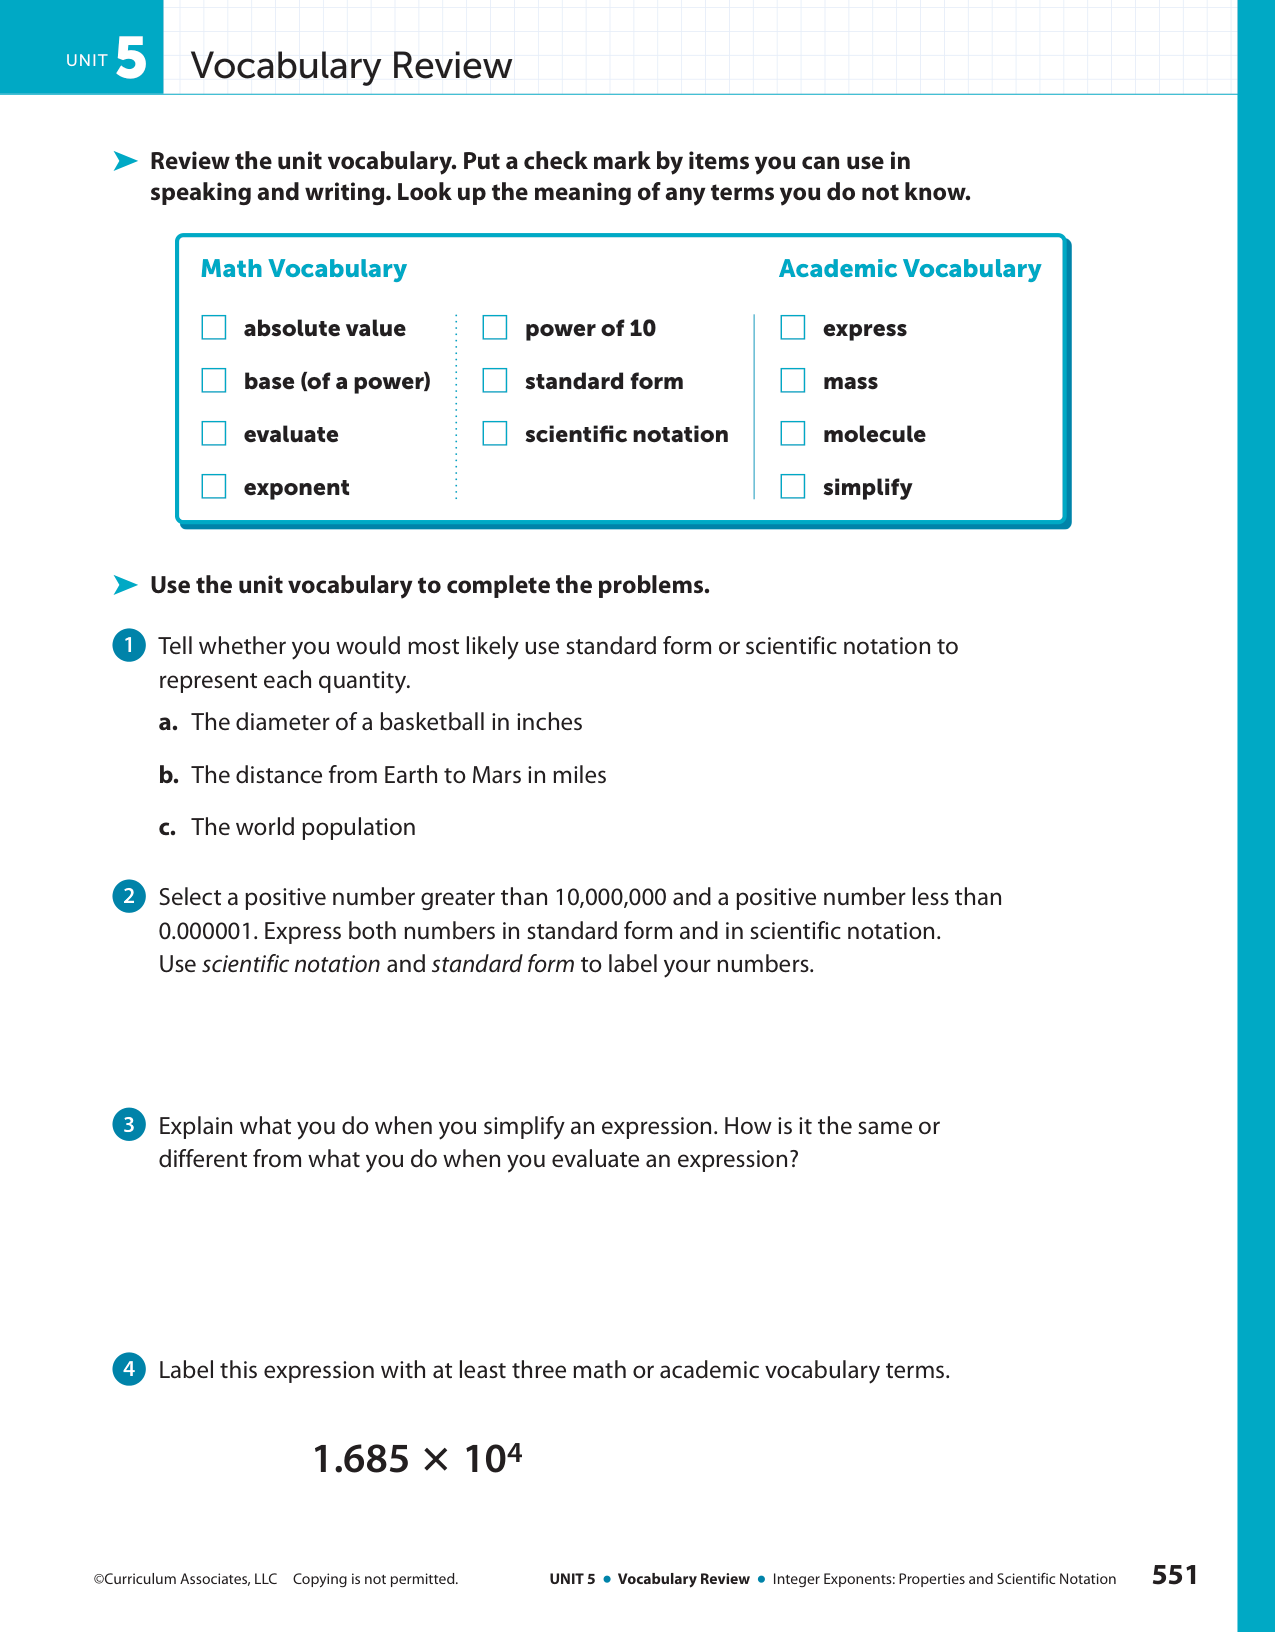 UNIT 5 Vocabulary Review
➤ Review the unit vocabulary. Put a check mark by items you can use in
speaking and writing. Look up the meaning of any terms you do not know.
Math Vocabulary
absolute value
base (of a power)
evaluate
exponent
power of 10
standard form
scientific notation
Academic Vocabulary
express
mass
molecule
simplify
➤ Use the unit vocabulary to complete the problems.
1 Tell whether you would most likely use standard form or scientific notation to
represent each quantity.
a. The diameter of a basketball in inches
b. The distance from Earth to Mars in miles
c. The world population
2 Select a positive number greater than 10,000,000 and a positive number less than
0.000001. Express both numbers in standard form and in scientific notation.
Use scientific notation and standard form to label your numbers.
3 Explain what you do when you simplify an expression. How is it the same or
different from what you do when you evaluate an expression?
4 Label this expression with at least three math or academic vocabulary terms.
1.685 × 10⁴
©Curriculum Associates, LLC Copying is not permitted.
UNIT 5 • Vocabulary Review • Integer Exponents: Properties and Scientific Notation 551